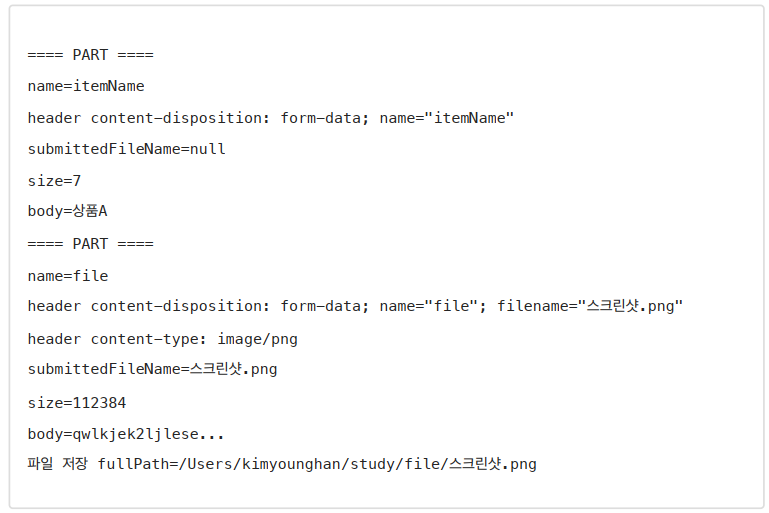 ==== PART ====
name=itemName
header content-disposition: form-data; name="itemName"
submittedFileName=null
size=7
body=상품A
==== PART ====
name=file
header content-disposition: form-data; name="file"; filename="스크린샷.png"
header content-type: image/png
submittedFileName=스크린샷.png
size=112384
body=qwlkjek2ljlese...
파일 저장 fullPath=/Users/kimyounghan/study/file/스크린샷.png